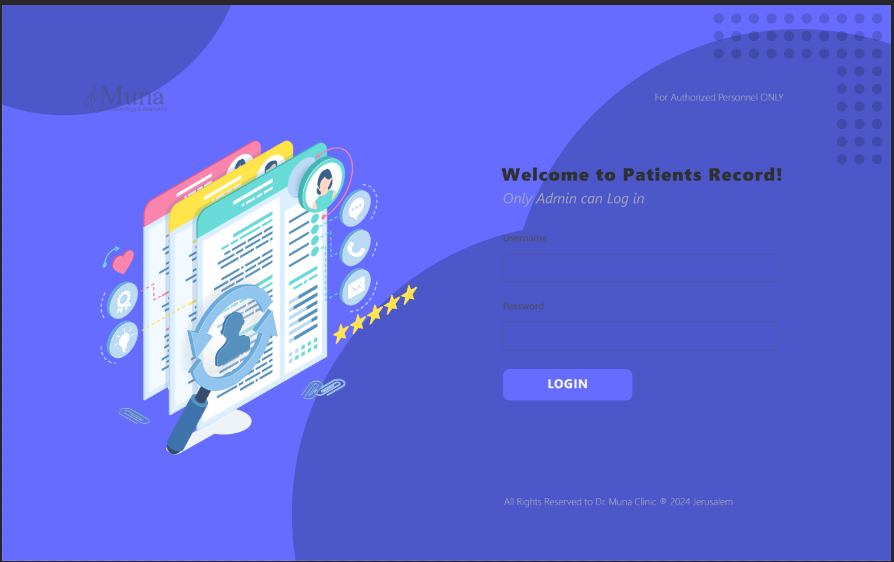 Muna
For Authorized Personnel ONLY
Welcome to Patients Record!
Only Admin can Log in
Username
Password
LOGIN
All Rights Reserved to Dr. Muna Clinic ® 2024 Jerusalem